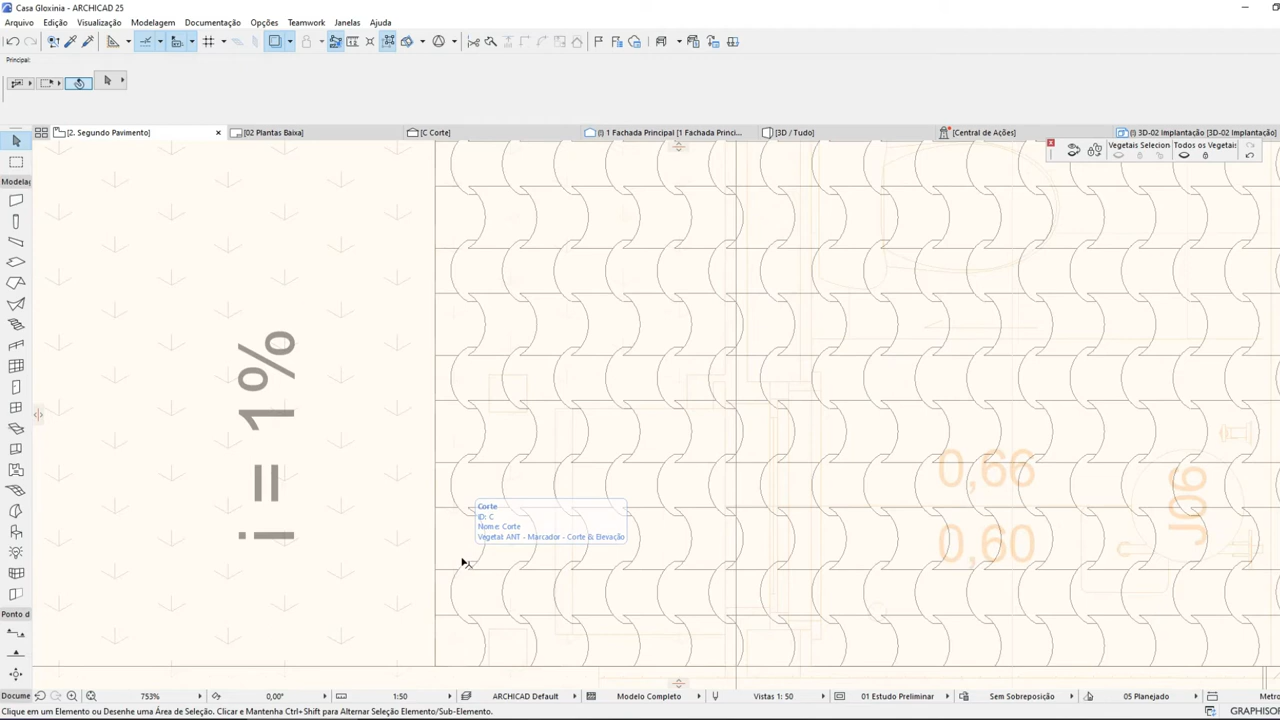 Casa Gloxinia - ARCHICAD 25
Arquivo Edição Visualização Modelagem Documentação Opções Teamwork Janelas Ajuda
Principal:
[2. Segundo Pavimento] [02 Plantas Baixa] [C Corte] (!) 1 Fachada Principal [1 Fachada Princi... [3D / Tudo] [Central de Ações] (!) 3D-02 Implantação [3D-02 Implantação]
Vegetais Selecion Todos os Vegetais
Modelag
i = 1%
0,66
0,60
J06
Corte
ID: C
Nome: Corte
Vegetal: ANT - Marcador - Corte & Elevação
Ponto d
Docume 753% 0,00° 1:50 ARCHICAD Default Modelo Completo Vistas 1: 50 01 Estudo Preliminar Sem Sobreposição 05 Planejado Metro
Clique em um Elemento ou Desenhe uma Área de Seleção. Clicar e Mantenha Ctrl+Shift para Alternar Seleção Elemento/Sub-Elemento.
GRAPHISOF